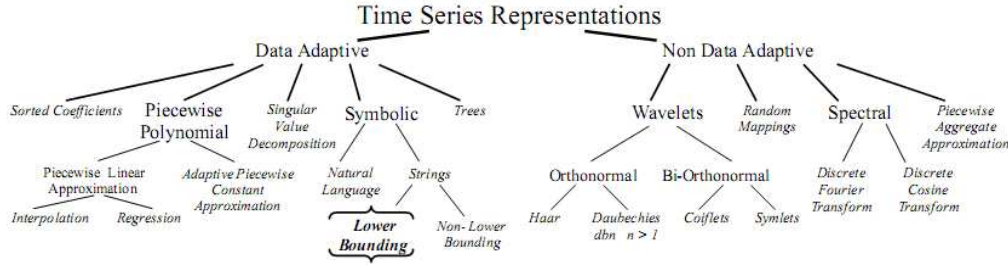 Time Series Representations
Data Adaptive
Non Data Adaptive
Sorted Coefficients
Piecewise
Polynomial
Singular
Value
Decomposition
Symbolic
Trees
Wavelets
Random
Mappings
Spectral
Piecewise
Aggregate
Approximation
Piecewise Linear
Approximation
Adaptive Piecewise
Constant
Approximation
Natural
Language
Strings
Orthonormal
Bi-Orthonormal
Discrete
Fourier
Transform
Discrete
Cosine
Transform
Interpolation
Regression
Lower
Bounding
Non- Lower
Bounding
Haar
Daubechies
dbn n > 1
Coiflets
Symlets